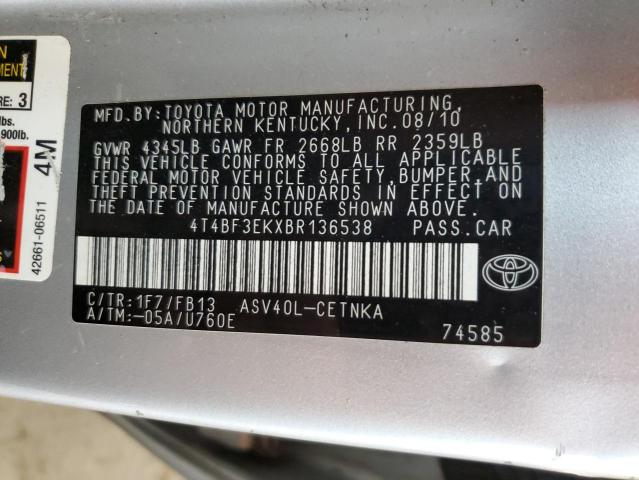 MFD. BY: TOYOTA MOTOR MANUFACTURING,
NORTHERN KENTUCKY, INC. 08/10
GVWR 4345LB GAWR FR 2668LB RR 2359LB
THIS VEHICLE CONFORMS TO ALL APPLICABLE
FEDERAL MOTOR VEHICLE SAFETY, BUMPER, AND
THEFT PREVENTION STANDARDS IN EFFECT ON
THE DATE OF MANUFACTURE SHOWN ABOVE.
4T4BF3EKXBR136538 PASS. CAR
C/TR: 1F7/FB13 ASV40L-CETNKA
A/TM: -05A/U760E
74585
RE: 3
lbs.
900lb.
4M
42661-06511